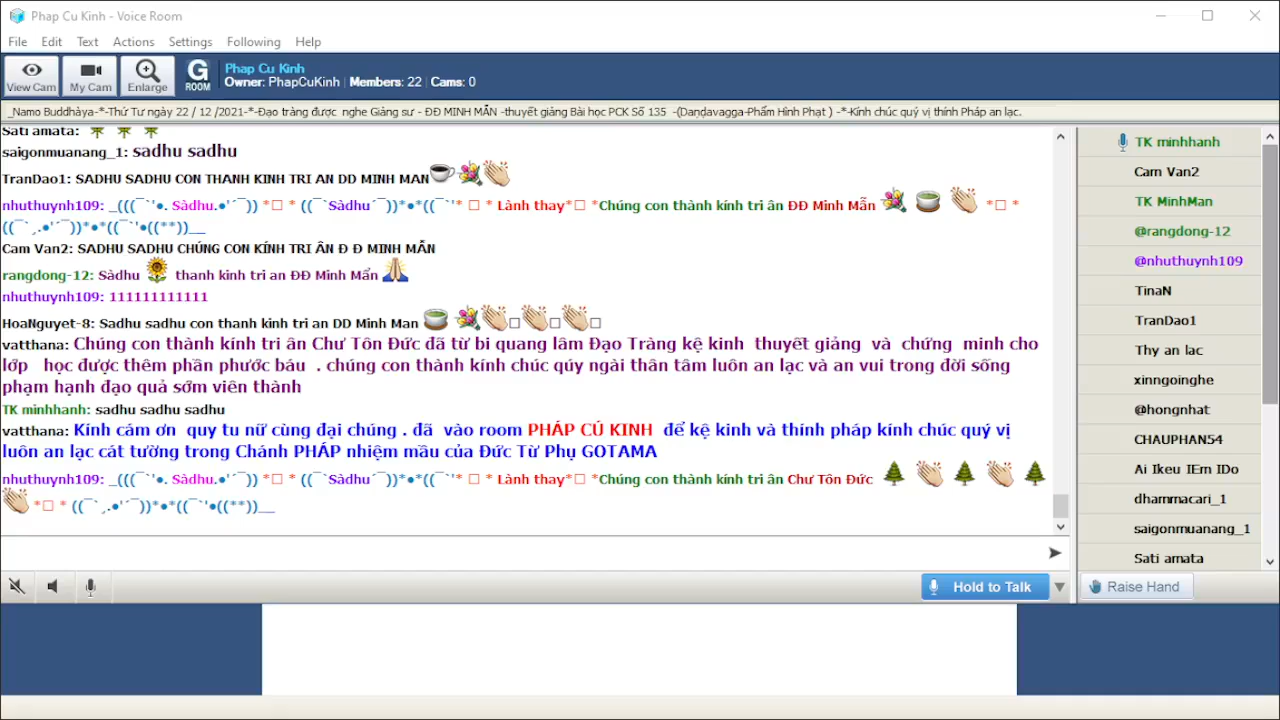 Phap Cu Kinh - Voice Room
File Edit Text Actions Settings Following Help
View Cam My Cam Enlarge G ROOM
Phap Cu Kinh
Owner: PhapCuKinh Members: 22 Cams: 0
_Namo Buddhàya-*-Thứ Tư ngày 22 / 12 /2021-*-Đạo tràng được nghe Giảng sư - ĐĐ MINH MẪN -thuyết giảng Bài học PCK Số 135 -(Daṇḍavagga-Phẩm Hình Phạt ) -*-Kính chúc quý vị thính Pháp an lạc.
Sati amata:
saigonmuanang_1: sadhu sadhu
TranDao1: SADHU SADHU CON THANH KINH TRI AN DD MINH MAN
nhuthuynh109: _(((¯`'•. Sàdhu.•'´¯)) *□ * ((¯`Sàdhu´¯))*•*((¯`'* □ * Lành thay*□ *Chúng con thành kính tri ân ĐĐ Minh Mẫn *□ *
((¯`¸.•'´¯))*•*((¯`'•((**))__
Cam Van2: SADHU SADHU CHÚNG CON KÍNH TRI ÂN Đ Đ MINH MẪN
rangdong-12: Sàdhu thanh kinh tri an ĐĐ Minh Mẩn
nhuthuynh109: 111111111111
HoaNguyet-8: Sadhu sadhu con thanh kinh tri an DD Minh Man □□□
vatthana: Chúng con thành kính tri ân Chư Tôn Đức đã từ bi quang lâm Đạo Tràng kệ kinh thuyết giảng và chứng minh cho
lớp học được thêm phần phước báu . chúng con thành kính chúc qúy ngài thân tâm luôn an lạc và an vui trong đời sống
phạm hạnh đạo quả sớm viên thành
TK minhhanh: sadhu sadhu sadhu
vatthana: Kính cám ơn quy tu nữ cùng đại chúng . đã vào room PHÁP CÚ KINH để kệ kinh và thính pháp kính chúc quý vị
luôn an lạc cát tường trong Chánh PHÁP nhiệm mầu của Đức Từ Phụ GOTAMA
nhuthuynh109: _(((¯`'•. Sàdhu.•'´¯)) *□ * ((¯`Sàdhu´¯))*•*((¯`'* □ * Lành thay*□ *Chúng con thành kính tri ân Chư Tôn Đức
*□ * ((¯`¸.•'´¯))*•*((¯`'•((**))__
Hold to Talk
TK minhhanh
Cam Van2
TK MinhMan
@rangdong-12
@nhuthuynh109
TinaN
TranDao1
Thy an lac
xinngoinghe
@hongnhat
CHAUPHAN54
Ai lkeu IEm IDo
dhammacari_1
saigonmuanang_1
Sati amata
Raise Hand